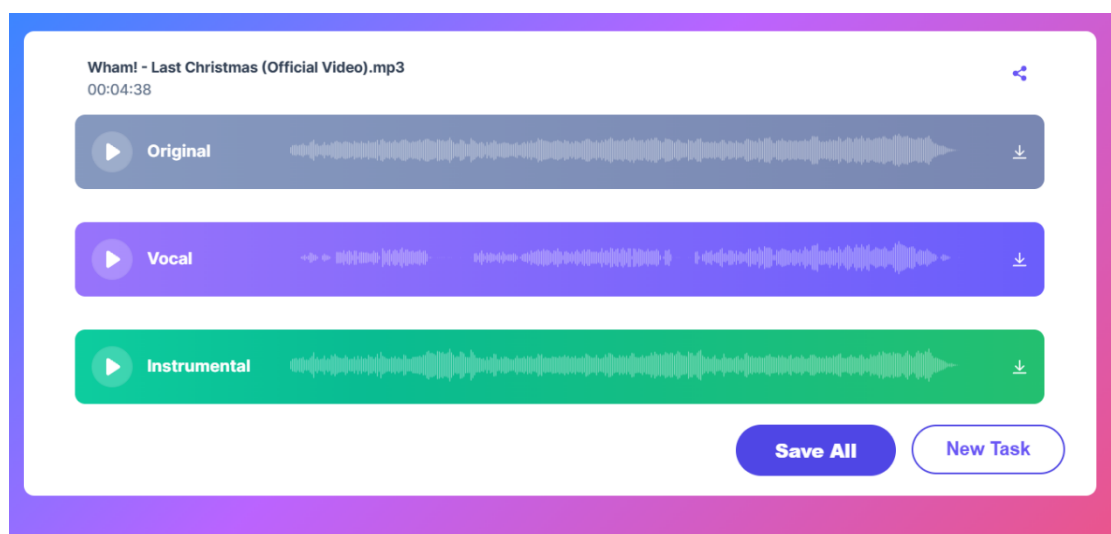 Wham! - Last Christmas (Official Video).mp3
00:04:38
Original
Vocal
Instrumental
Save All
New Task